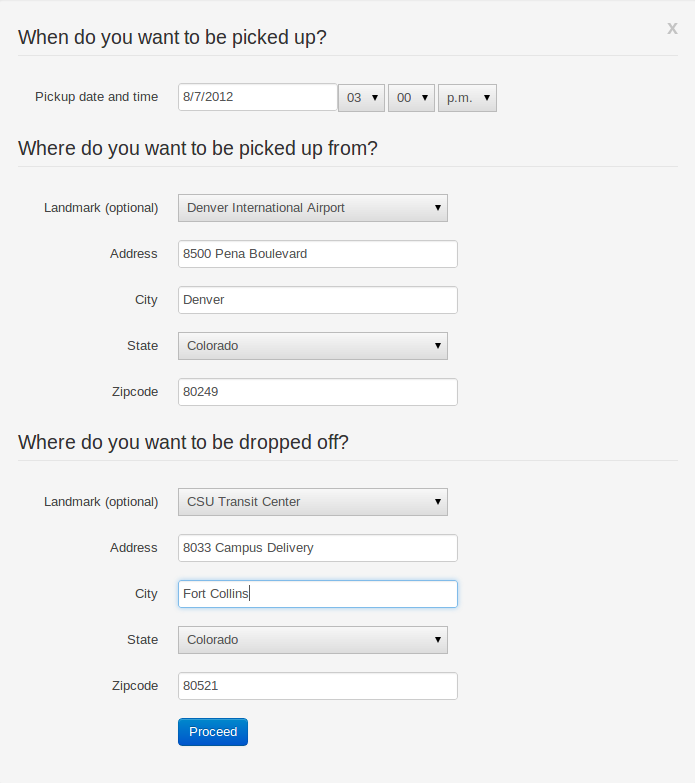 X
When do you want to be picked up?
Pickup date and time 8/7/2012 03 00 p.m.
Where do you want to be picked up from?
Landmark (optional) Denver International Airport
Address 8500 Pena Boulevard
City Denver
State Colorado
Zipcode 80249
Where do you want to be dropped off?
Landmark (optional) CSU Transit Center
Address 8033 Campus Delivery
City Fort Collins
State Colorado
Zipcode 80521
Proceed